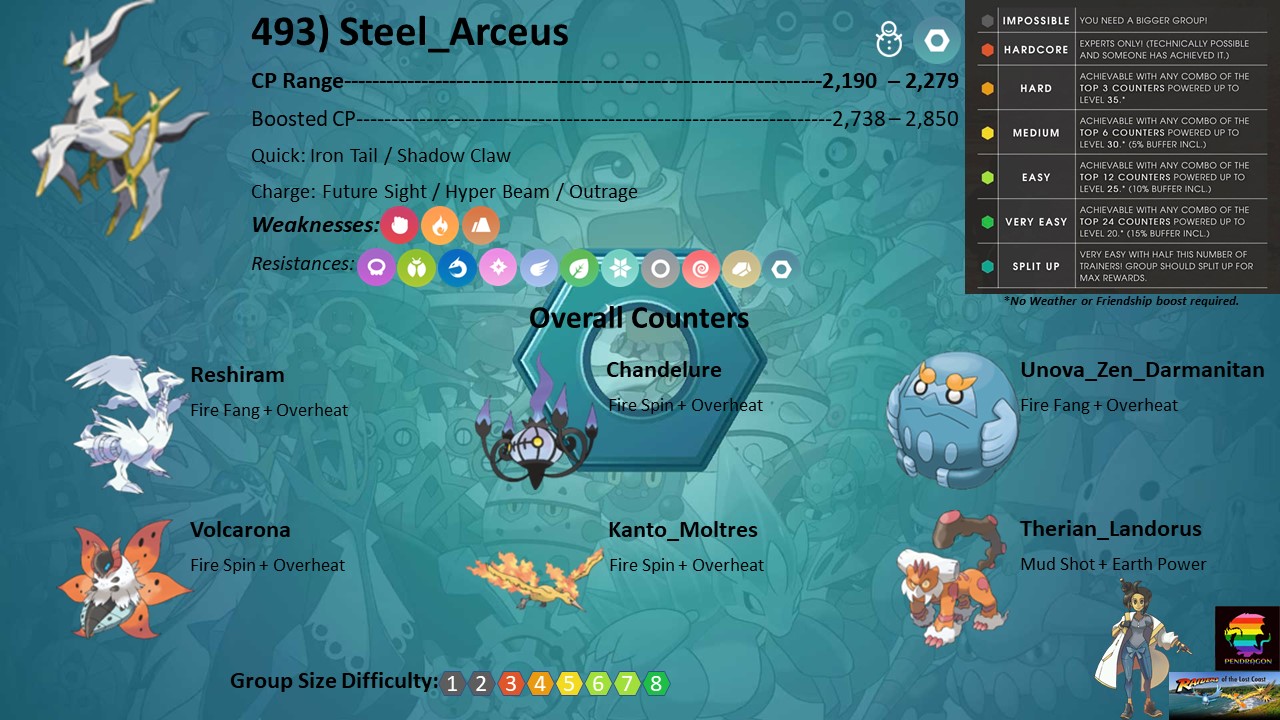 493) Steel_Arceus
CP Range------------------------------------------------------------------2,190 – 2,279
Boosted CP------------------------------------------------------------------2,738 – 2,850
Quick: Iron Tail / Shadow Claw
Charge: Future Sight / Hyper Beam / Outrage
Weaknesses:
Resistances:
IMPOSSIBLE YOU NEED A BIGGER GROUP!
HARDCORE EXPERTS ONLY! (TECHNICALLY POSSIBLE
AND SOMEONE HAS ACHIEVED IT.)
HARD ACHIEVABLE WITH ANY COMBO OF THE
TOP 3 COUNTERS POWERED UP TO
LEVEL 35.*
MEDIUM ACHIEVABLE WITH ANY COMBO OF THE
TOP 6 COUNTERS POWERED UP TO
LEVEL 30.* (5% BUFFER INCL.)
EASY ACHIEVABLE WITH ANY COMBO OF THE
TOP 12 COUNTERS POWERED UP TO
LEVEL 25.* (10% BUFFER INCL.)
VERY EASY ACHIEVABLE WITH ANY COMBO OF THE
TOP 24 COUNTERS POWERED UP TO
LEVEL 20.* (15% BUFFER INCL.)
SPLIT UP VERY EASY WITH HALF THIS NUMBER OF
TRAINERS! GROUP SHOULD SPLIT UP FOR
MAX REWARDS.
*No Weather or Friendship boost required.
Overall Counters
Reshiram
Fire Fang + Overheat
Chandelure
Fire Spin + Overheat
Unova_Zen_Darmanitan
Fire Fang + Overheat
Volcarona
Fire Spin + Overheat
Kanto_Moltres
Fire Spin + Overheat
Therian_Landorus
Mud Shot + Earth Power
Group Size Difficulty: 1 2 3 4 5 6 7 8
PENDRAGON
RAIDERS of the Lost Coast